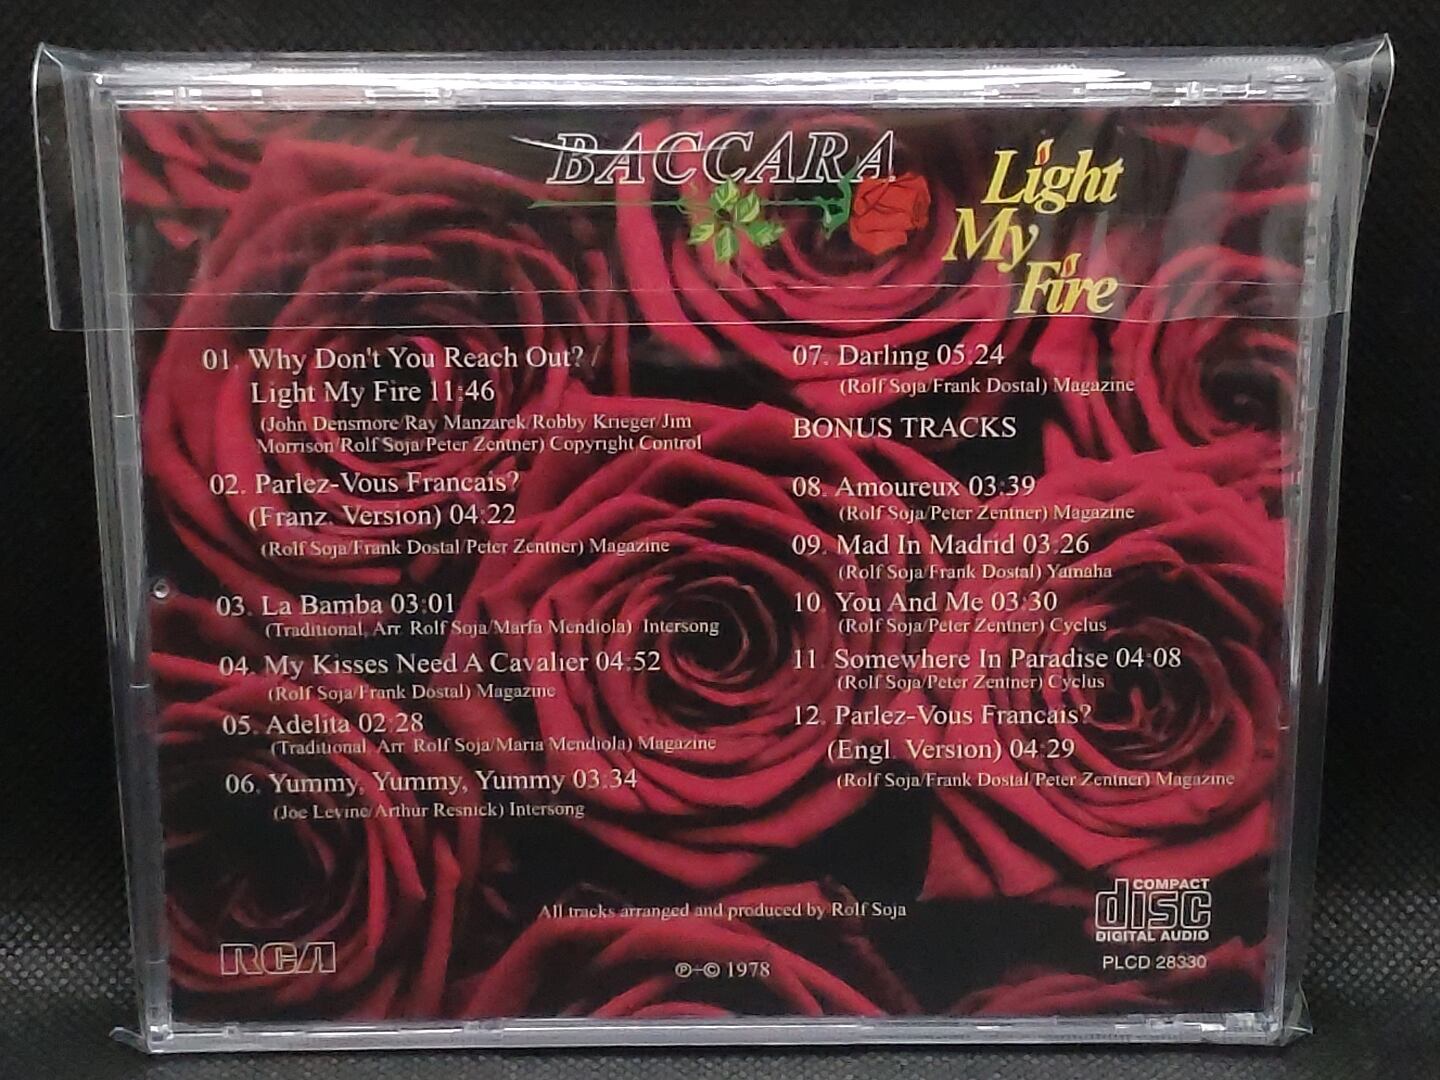 BACCARA
Light
My
Fire
01. Why Don't You Reach Out? /
Light My Fire 11:46
(John Densmore/Ray Manzarek/Robby Krieger/Jim
Morrison/Rolf Soja/Peter Zentner) Copyright Control
02. Parlez-Vous Francais?
(Franz. Version) 04:22
(Rolf Soja/Frank Dostal/Peter Zentner) Magazine
03. La Bamba 03:01
(Traditional, Arr. Rolf Soja/Marfa Mendiola) Intersong
04. My Kisses Need A Cavalier 04:52
(Rolf Soja/Frank Dostal) Magazine
05. Adelita 02:28
(Traditional, Arr. Rolf Soja/Maria Mendiola) Magazine
06. Yummy, Yummy, Yummy 03:34
(Joe Levine/Arthur Resnick) Intersong
07. Darling 05:24
(Rolf Soja/Frank Dostal) Magazine
BONUS TRACKS
08. Amoureux 03:39
(Rolf Soja/Peter Zentner) Magazine
09. Mad In Madrid 03:26
(Rolf Soja/Frank Dostal) Yamaha
10. You And Me 03:30
(Rolf Soja/Peter Zentner) Cyclus
11. Somewhere In Paradise 04:08
(Rolf Soja/Peter Zentner) Cyclus
12. Parlez-Vous Francais?
(Engl. Version) 04:29
(Rolf Soja/Frank Dostal/Peter Zentner) Magazine
All tracks arranged and produced by Rolf Soja
RCA
℗-© 1978
COMPACT
disc
DIGITAL AUDIO
PLCD 28330